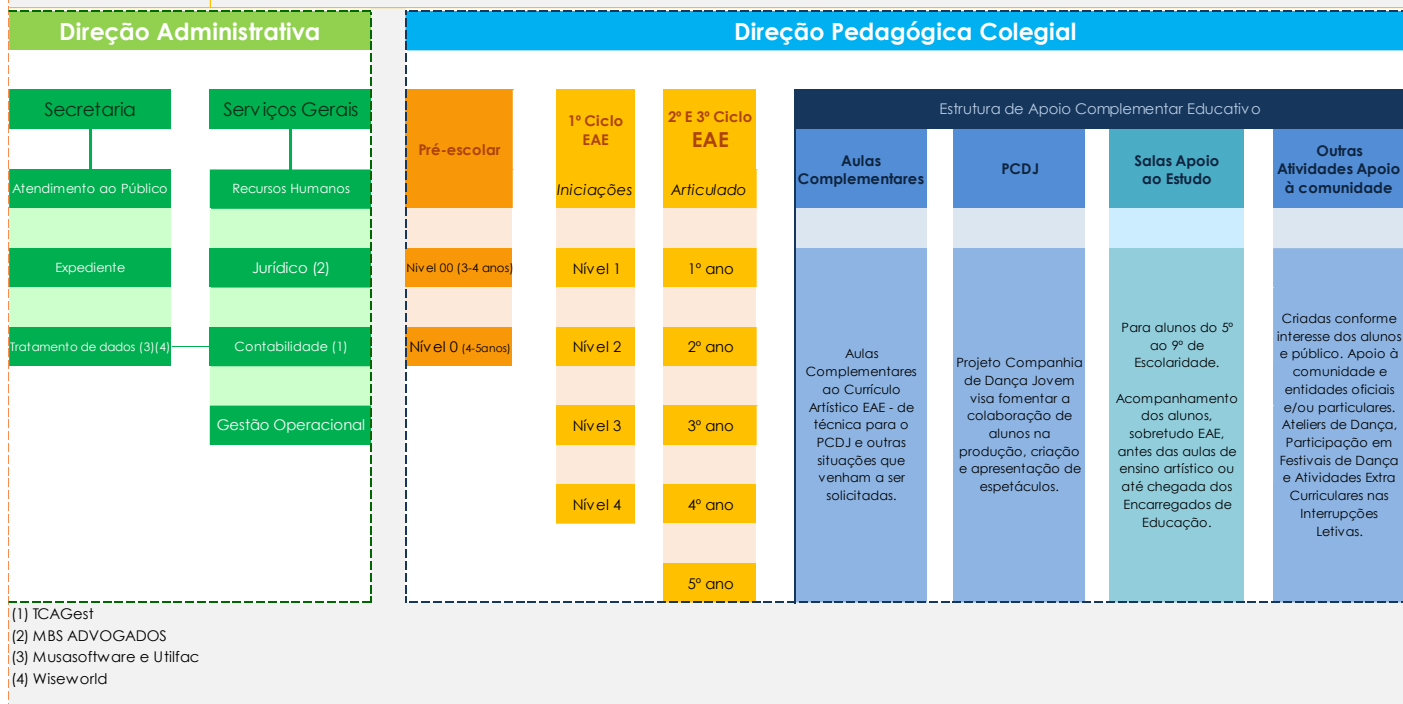 Direção Administrativa
Direção Pedagógica Colegial
Secretaria
Atendimento ao Público
Expediente
Tratamento de dados (3)(4)
Serviços Gerais
Recursos Humanos
Jurídico (2)
Contabilidade (1)
Gestão Operacional
Pré-escolar
Nivel 00 (3-4 anos)
Nível 0 (4-5anos)
1º Ciclo
EAE
Iniciações
Nível 1
Nível 2
Nível 3
Nível 4
2º E 3º Ciclo
EAE
Articulado
1º ano
2º ano
3º ano
4º ano
5º ano
Estrutura de Apoio Complementar Educativo
Aulas
Complementares
Aulas
Complementares
ao Currículo
Artístico EAE - de
técnica para o
PCDJ e outras
situações que
venham a ser
solicitadas.
PCDJ
Projeto Companhia
de Dança Jovem
visa fomentar a
colaboração de
alunos na
produção, criação
e apresentação de
espetáculos.
Salas Apoio
ao Estudo
Para alunos do 5º
ao 9º de
Escolaridade.
Acompanhamento
dos alunos,
sobretudo EAE,
antes das aulas de
ensino artístico ou
até chegada dos
Encarregados de
Educação.
Outras
Atividades Apoio
à comunidade
Criadas conforme
interesse dos alunos
e público. Apoio à
comunidade e
entidades oficiais
e/ou particulares.
Ateliers de Dança,
Participação em
Festivais de Dança
e Atividades Extra
Curriculares nas
Interrupções
Letivas.
(1) TCAGest
(2) MBS ADVOGADOS
(3) Musasoftware e Utilfac
(4) Wiseworld